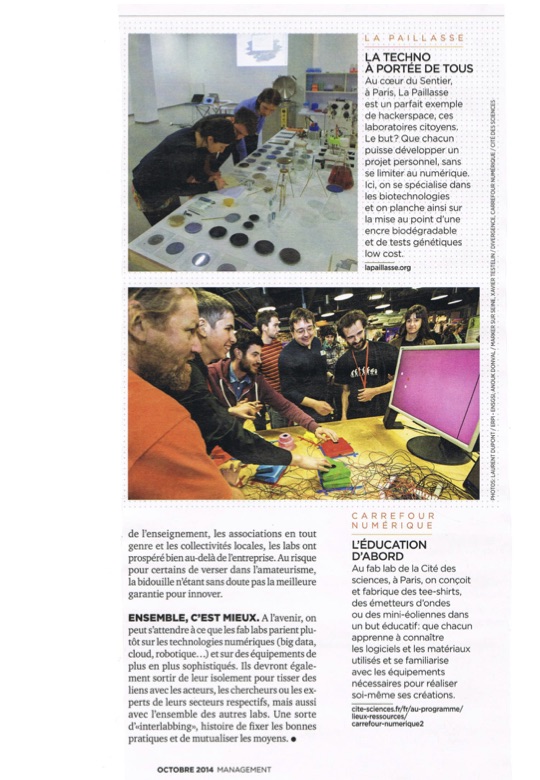 LA PAILLASSE
LA TECHNO
À PORTÉE DE TOUS
Au cœur du Sentier,
à Paris, La Paillasse
est un parfait exemple
de hackerspace, ces
laboratoires citoyens.
Le but? Que chacun
puisse développer un
projet personnel, sans
se limiter au numérique.
Ici, on se spécialise dans
les biotechnologies
et on planche ainsi sur
la mise au point d'une
encre biodégradable
et de tests génétiques
low cost.
lapaillasse.org
PHOTOS: LAURENT DUPONT / ERPI - ENSGSI, ANOUK DONVAL / MARKER SUR SEINE, XAVIER TESTELIN / DIVERGENCE, CARREFOUR NUMÉRIQUE / CITÉ DES SCIENCES
de l'enseignement, les associations en tout
genre et les collectivités locales, les labs ont
prospéré bien au-delà de l'entreprise. Au risque
pour certains de verser dans l'amateurisme,
la bidouille n'étant sans doute pas la meilleure
garantie pour innover.
ENSEMBLE, C'EST MIEUX. A l'avenir, on
peut s'attendre à ce que les fab labs parient plu-
tôt sur les technologies numériques (big data,
cloud, robotique...) et sur des équipements de
plus en plus sophistiqués. Ils devront égale-
ment sortir de leur isolement pour tisser des
liens avec les acteurs, les chercheurs ou les ex-
perts de leurs secteurs respectifs, mais aussi
avec l'ensemble des autres labs. Une sorte
d'«interlabbing», histoire de fixer les bonnes
pratiques et de mutualiser les moyens. ●
CARREFOUR
NUMÉRIQUE
L'ÉDUCATION
D'ABORD
Au fab lab de la Cité des
sciences, à Paris, on conçoit
et fabrique des tee-shirts,
des émetteurs d'ondes
ou des mini-éoliennes dans
un but éducatif: que chacun
apprenne à connaître
les logiciels et les matériaux
utilisés et se familiarise
avec les équipements
nécessaires pour réaliser
soi-même ses créations.
cite-sciences.fr/fr/au-programme/
lieux-ressources/
carrefour-numerique2
OCTOBRE 2014 MANAGEMENT